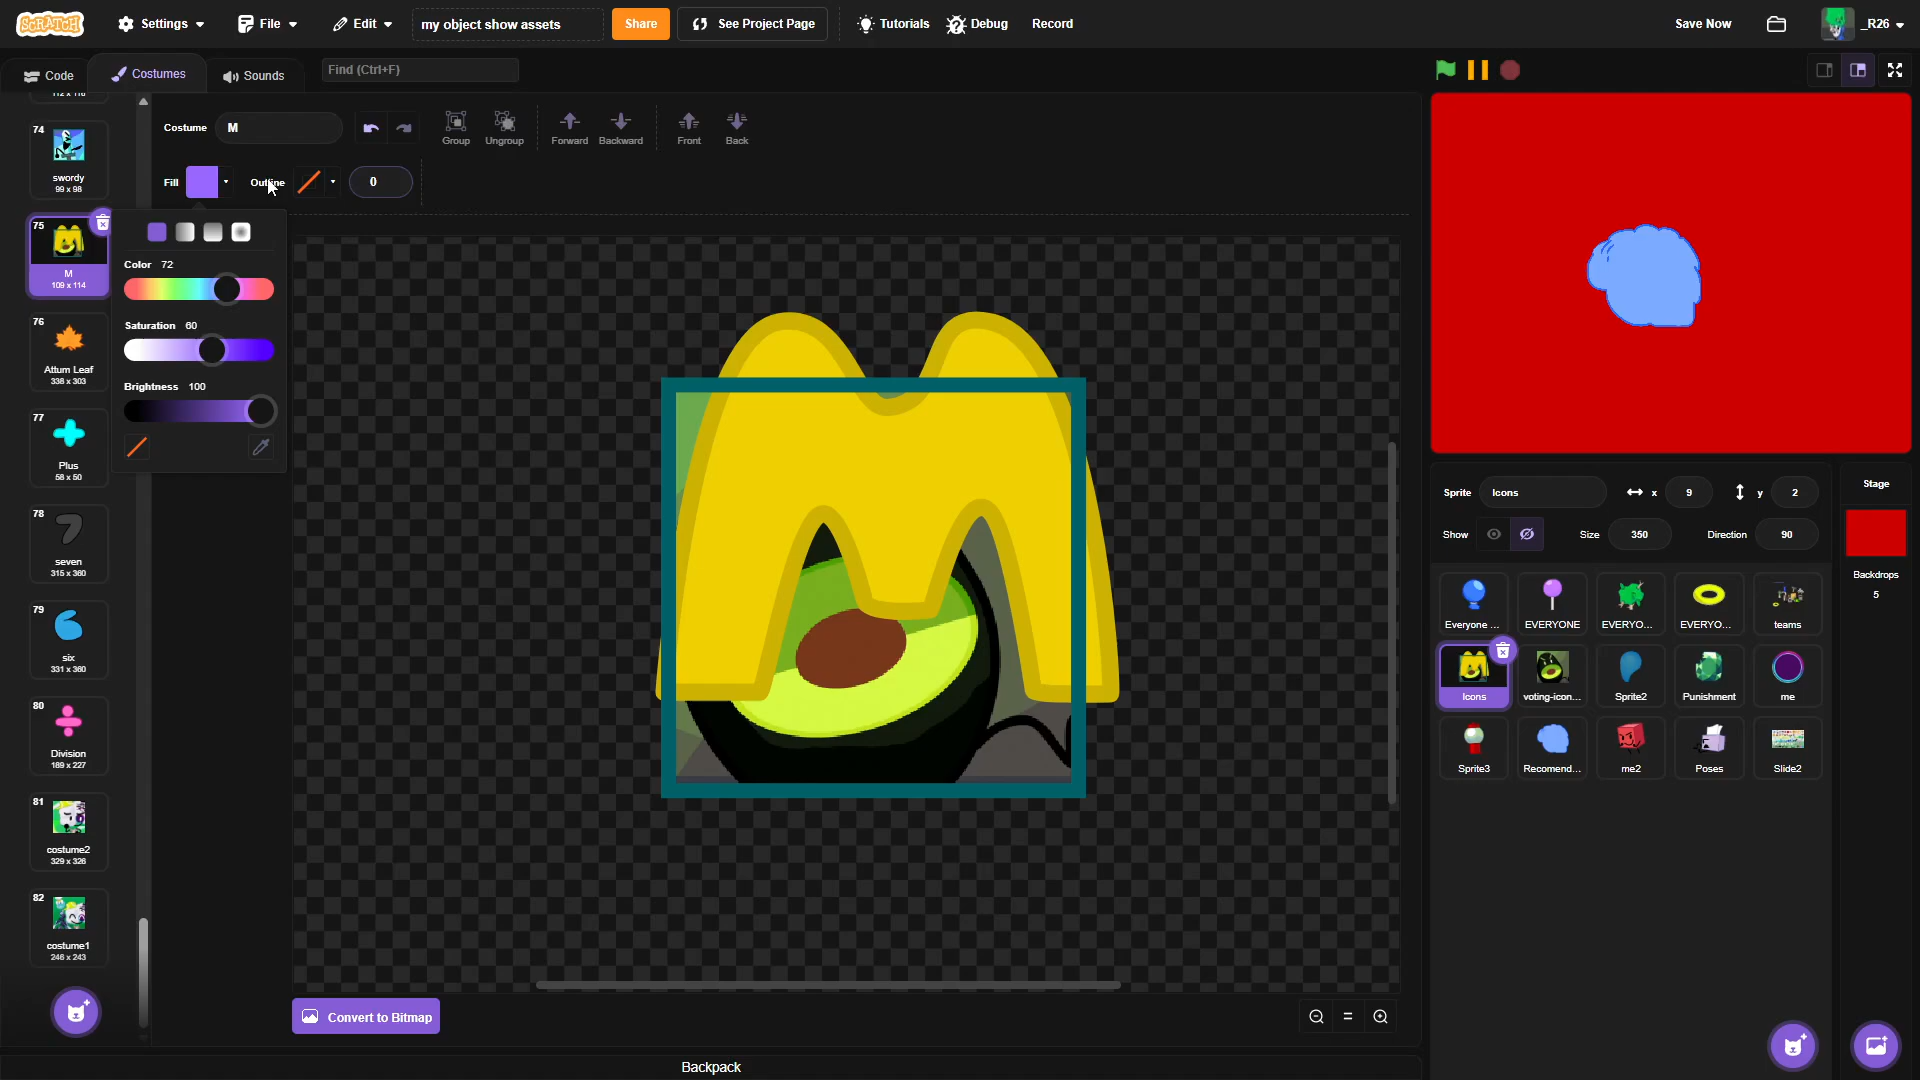 SCRATCH
Settings
File
Edit
my object show assets
Share
See Project Page
Tutorials
Debug
Record
Save Now
_R26
Code
Costumes
Sounds
Find (Ctrl+F)
74
swordy
99 x 98
75
M
109 x 114
76
Attum Leaf
338 x 303
77
Plus
58 x 50
78
seven
315 x 360
79
six
331 x 360
80
Division
189 x 227
81
costume2
329 x 326
82
costume1
246 x 243
Costume
M
Group
Ungroup
Forward
Backward
Front
Back
Fill
Outline
0
Color 72
Saturation 60
Brightness 100
Convert to Bitmap
Backpack
Sprite
Icons
x
9
y
2
Show
Size
350
Direction
90
Stage
Backdrops
5
Everyone ...
EVERYONE
EVERYO...
EVERYO...
teams
Icons
voting-icon...
Sprite2
Punishment
me
Sprite3
Recomend...
me2
Poses
Slide2